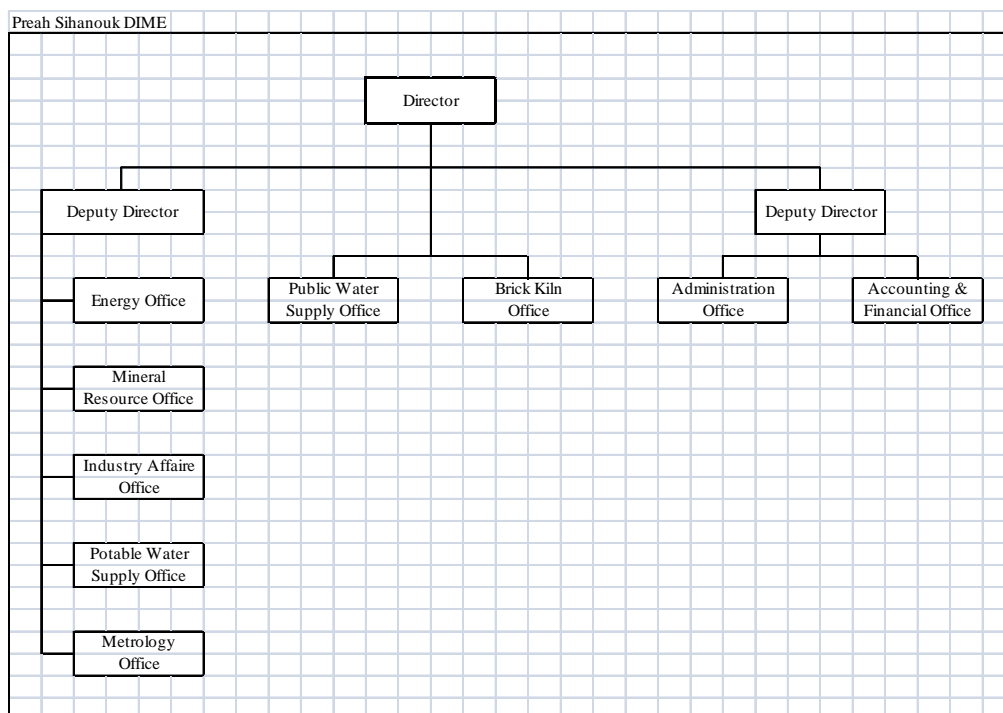 Preah Sihanouk DIME
Director
Deputy Director
Deputy Director
Energy Office
Public Water
Supply Office
Brick Kiln
Office
Administration
Office
Accounting &
Financial Office
Mineral
Resource Office
Industry Affaire
Office
Potable Water
Supply Office
Metrology
Office